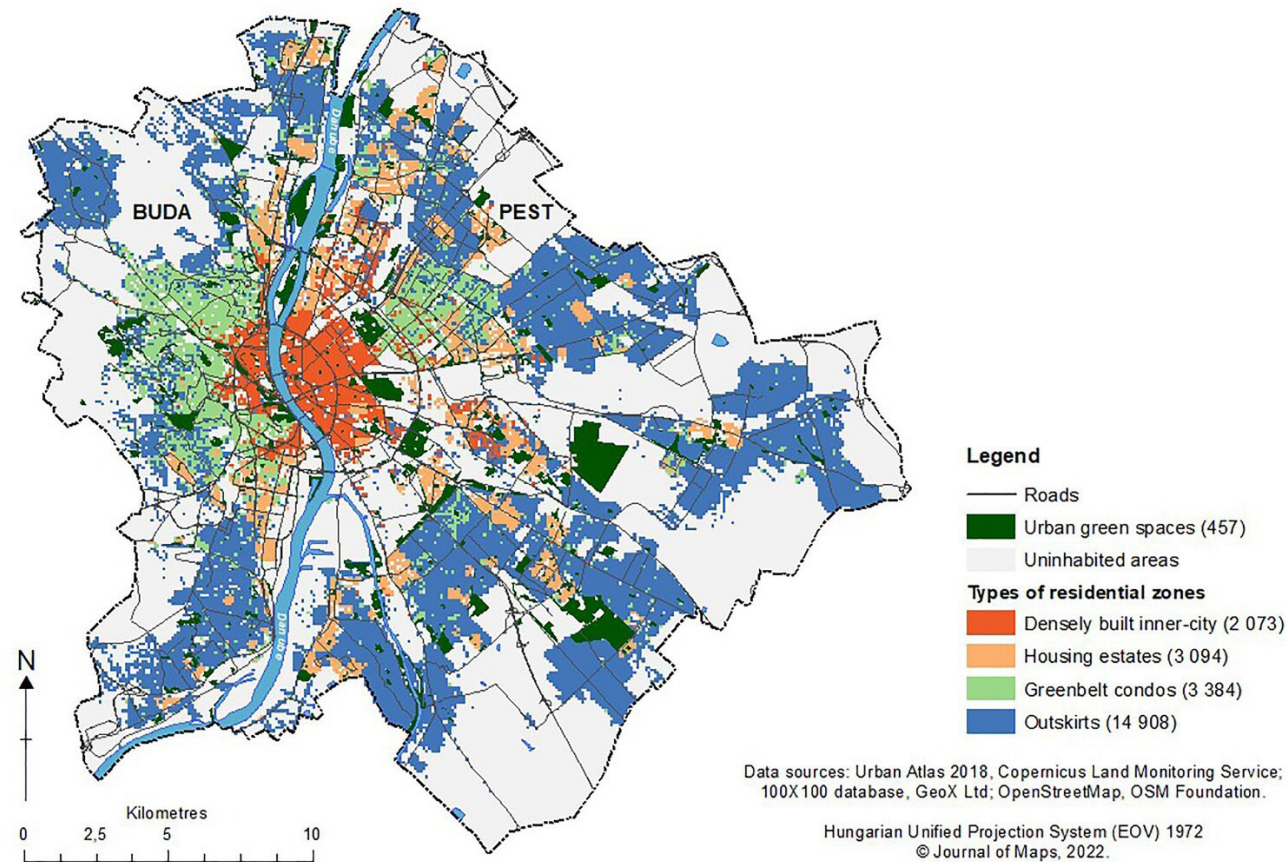 Danube
BUDA
PEST
Danube
N
Kilometres
0 2,5 5 10
Legend
Roads
Urban green spaces (457)
Uninhabited areas
Types of residential zones
Densely built inner-city (2 073)
Housing estates (3 094)
Greenbelt condos (3 384)
Outskirts (14 908)
Data sources: Urban Atlas 2018, Copernicus Land Monitoring Service;
100X100 database, GeoX Ltd; OpenStreetMap, OSM Foundation.
Hungarian Unified Projection System (EOV) 1972
© Journal of Maps, 2022.